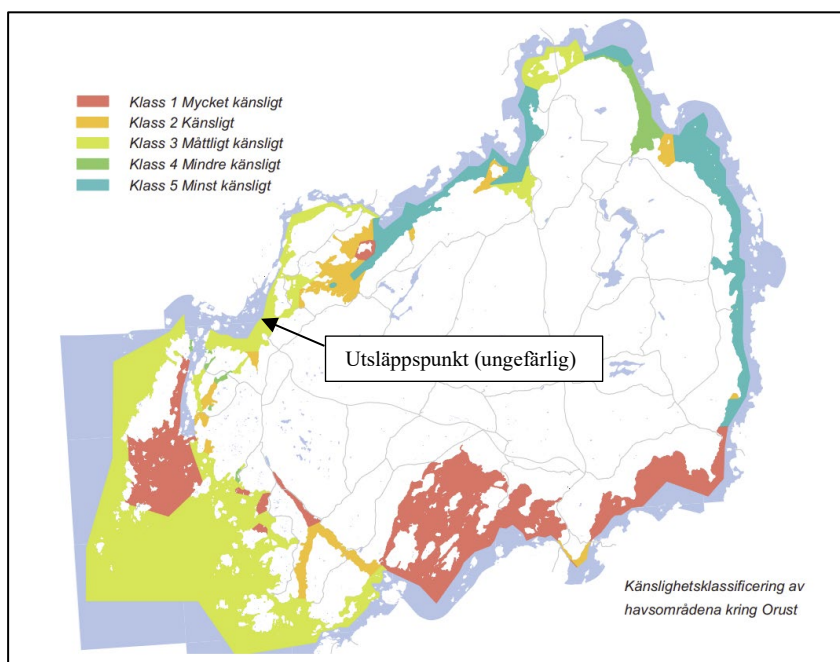 Klass 1 Mycket känsligt
Klass 2 Känsligt
Klass 3 Måttligt känsligt
Klass 4 Mindre känsligt
Klass 5 Minst känsligt
Utsläppspunkt (ungefärlig)
Känslighetsklassificering av
havsområdena kring Orust